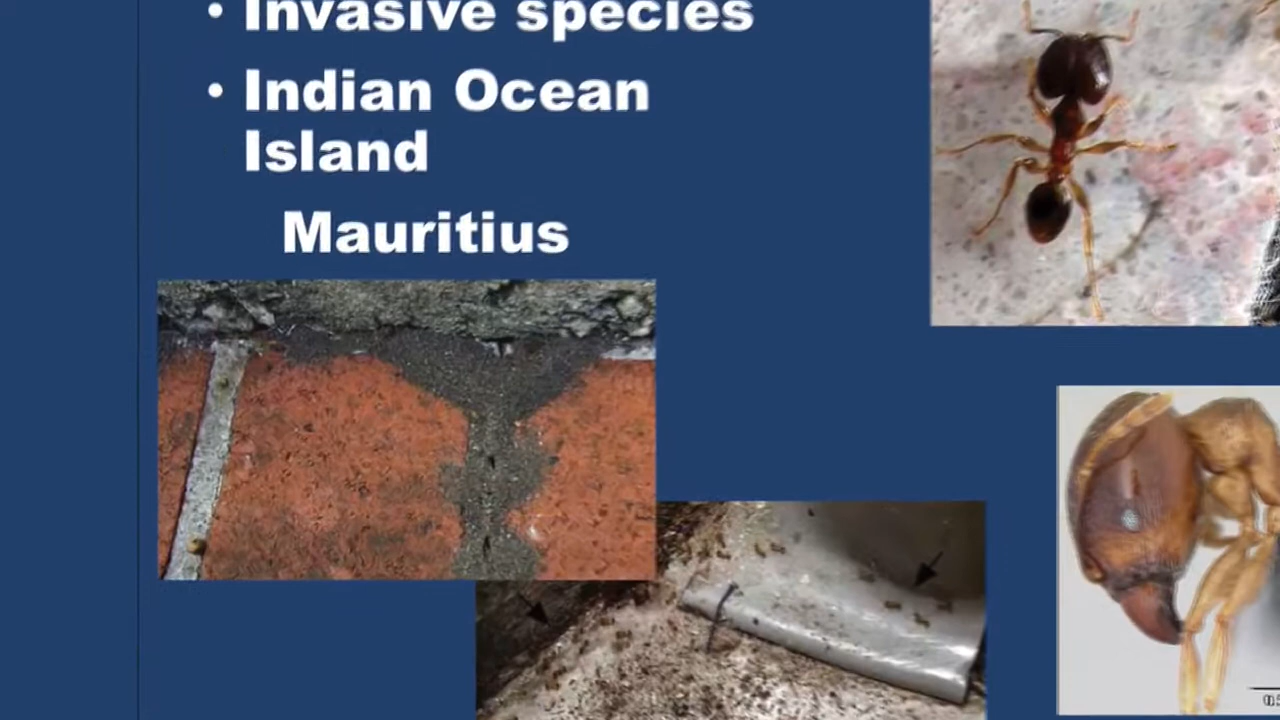 • Invasive species
• Indian Ocean
Island
Mauritius